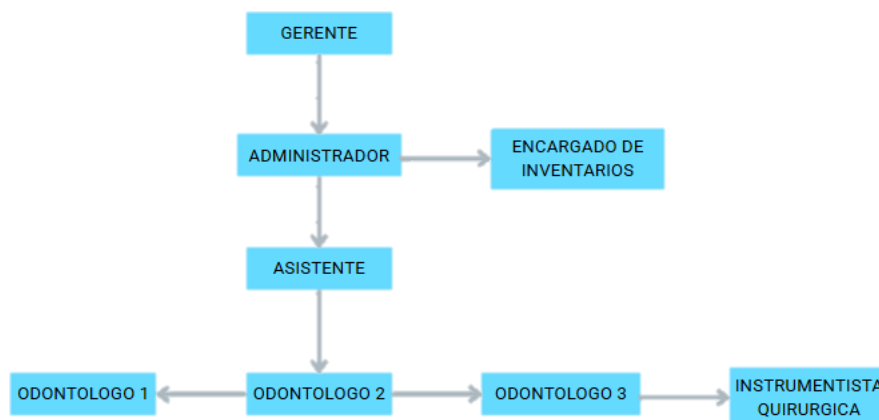 GERENTE
ADMINISTRADOR
ENCARGADO DE
INVENTARIOS
ASISTENTE
ODONTOLOGO 1
ODONTOLOGO 2
ODONTOLOGO 3
INSTRUMENTISTA
QUIRURGICA